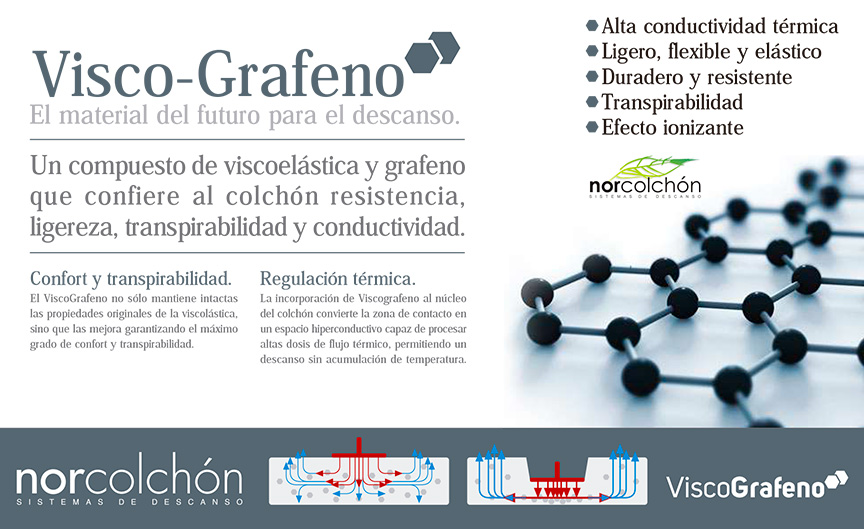 Visco-Grafeno
El material del futuro para el descanso.
Un compuesto de viscoelástica y grafeno
que confiere al colchón resistencia,
ligereza, transpirabilidad y conductividad.
Confort y transpirabilidad.
El ViscoGrafeno no sólo mantiene intactas
las propiedades originales de la viscolástica,
sino que las mejora garantizando el máximo
grado de confort y transpirabilidad.
Regulación térmica.
La incorporación de Viscografeno al núcleo
del colchón convierte la zona de contacto en
un espacio hiperconductivo capaz de procesar
altas dosis de flujo térmico, permitiendo un
descanso sin acumulación de temperatura.
Alta conductividad térmica
Ligero, flexible y elástico
Duradero y resistente
Transpirabilidad
Efecto ionizante
norcolchón
SISTEMAS DE DESCANSO
norcolchón
SISTEMAS DE DESCANSO
ViscoGrafeno